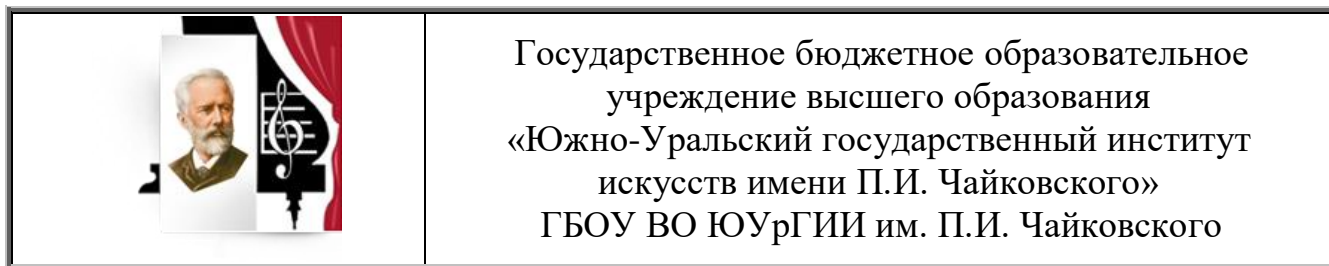 Государственное бюджетное образовательное
учреждение высшего образования
«Южно-Уральский государственный институт
искусств имени П.И. Чайковского»
ГБОУ ВО ЮУрГИИ им. П.И. Чайковского